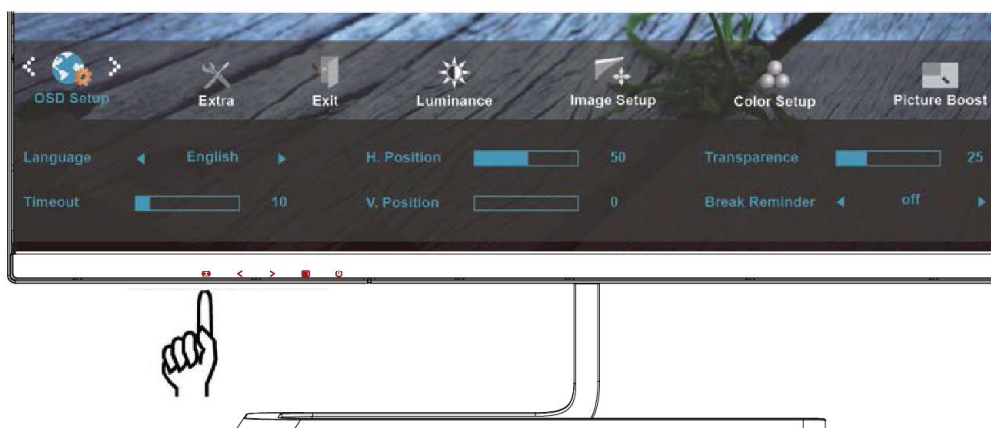 OSD Setup Extra Exit Luminance Image Setup Color Setup Picture Boost
Language English H. Position 50 Transparence 25
Timeout 10 V. Position 0 Break Reminder off